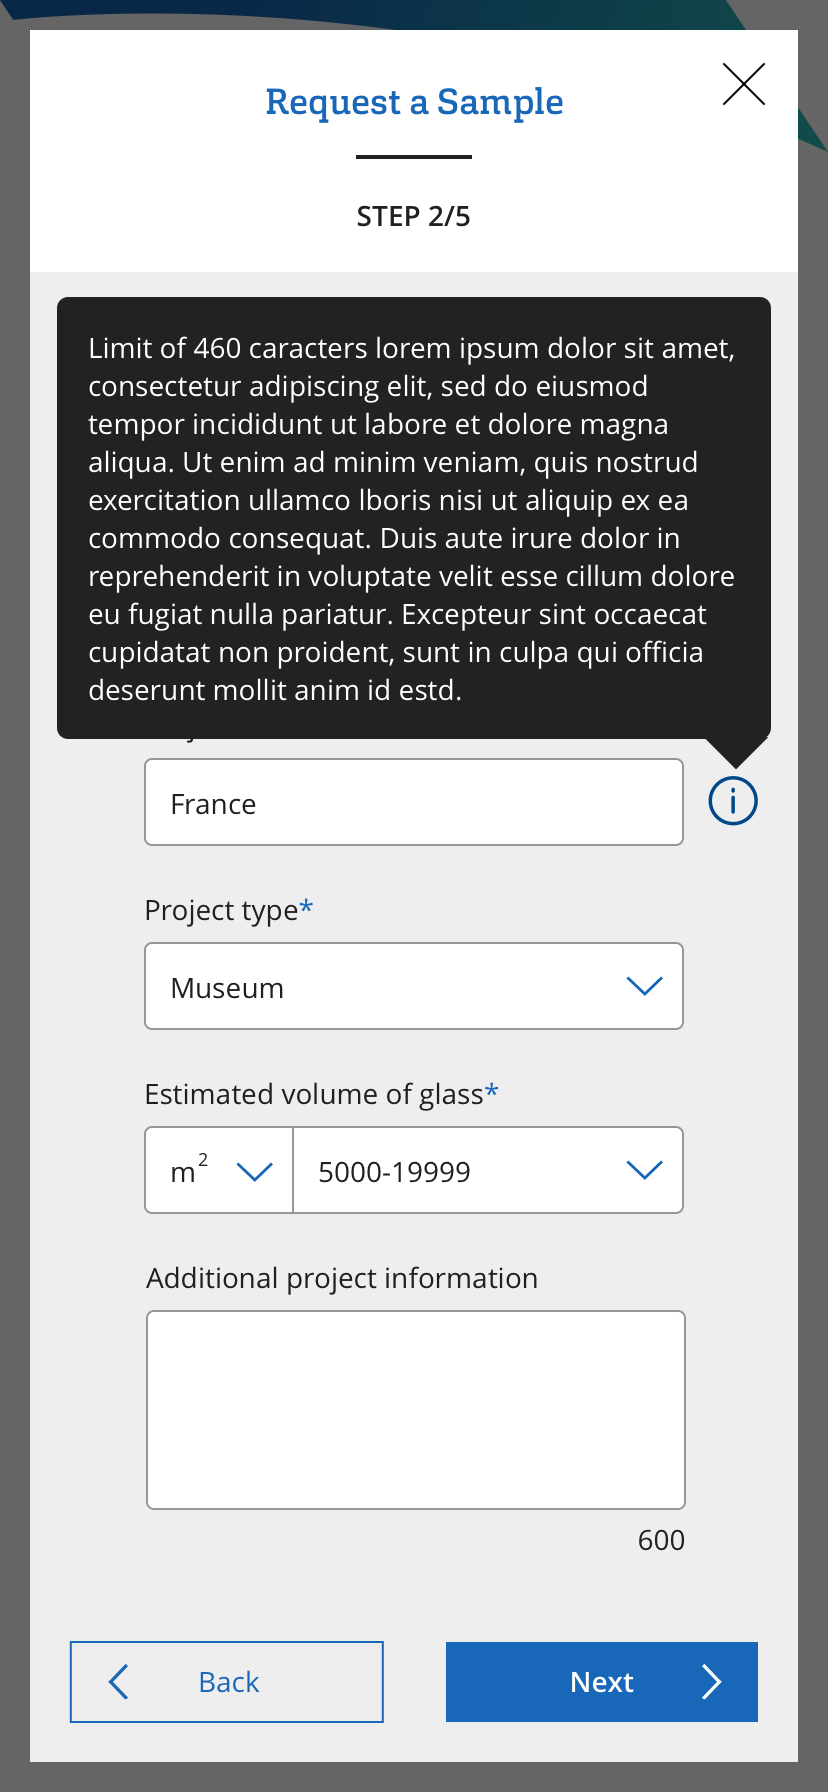 Request a Sample
STEP 2/5
Limit of 460 caracters lorem ipsum dolor sit amet,
consectetur adipiscing elit, sed do eiusmod
tempor incididunt ut labore et dolore magna
aliqua. Ut enim ad minim veniam, quis nostrud
exercitation ullamco lboris nisi ut aliquip ex ea
commodo consequat. Duis aute irure dolor in
reprehenderit in voluptate velit esse cillum dolore
eu fugiat nulla pariatur. Excepteur sint occaecat
cupidatat non proident, sunt in culpa qui officia
deserunt mollit anim id estd.
France
i
Project type*
Museum
Estimated volume of glass*
m² 5000-19999
Additional project information
600
Back
Next